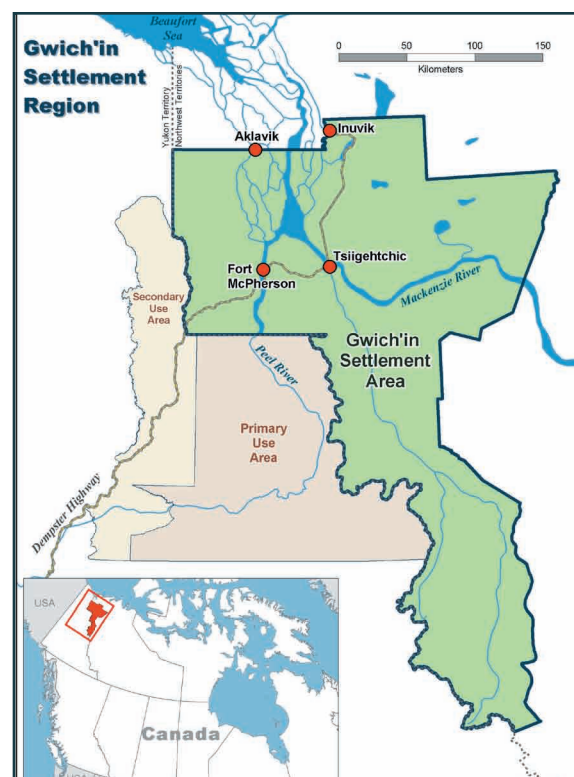 Gwich'in
Settlement
Region
Beaufort
Sea
0 50 100 150
Kilometers
Yukon Territory
Northwest Territories
Inuvik
Aklavik
Tsiigehtchic
Fort
McPherson
Mackenzie River
Secondary
Use
Area
Gwich'in
Settlement
Area
Peel River
Primary
Use
Area
Dempster Highway
USA
Canada